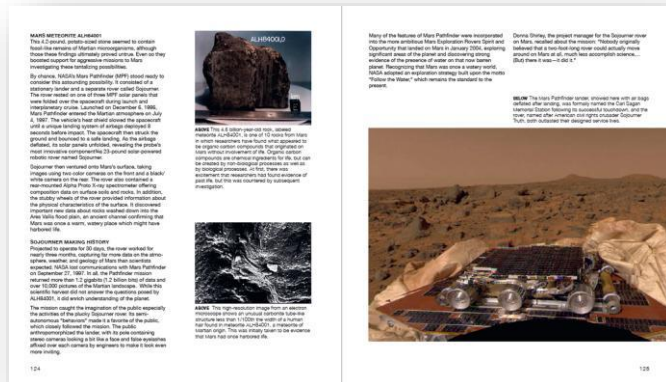 MARS METEORITE ALH84001
This 4.2-pound, potato-sized stone seemed to contain
fossil-like remains of Martian microorganisms, although
those findings ultimately proved untrue. Even so they
boosted support for aggressive missions to Mars
investigating these tantalizing possibilities.
By chance, NASA's Mars Pathfinder (MPF) stood ready to
consider this astounding possibility. It consisted of a
stationary lander and a separate rover called Sojourner.
The rover rested on one of three MPF solar panels that
were folded over the spacecraft during launch and
interplanetary cruise. Launched on December 4, 1996,
Mars Pathfinder entered the Martian atmosphere on July
4, 1997. The vehicle's heat shield slowed the spacecraft
until a unique landing system of airbags deployed
seconds before impact. The spacecraft then struck the
ground and bounced to a safe landing. As the airbags
deflated, its solar panels unfolded, revealing the probe's
most innovative component: 23-pound solar-powered
robotic rover named Sojourner.
Sojourner then ventured onto Mars's surface, taking
images using two color cameras on the front and a black/
white camera on the rear. The rover also contained a
rear-mounted Alpha Proto X-ray spectrometer offering
composition data on surface soils and rocks. In addition,
the stubby wheels of the rover provided information about
the physical characteristics of the surface. It discovered
important new data about rocks washed down into the
Ares Vallis flood plain, an ancient channel confirming that
Mars was once a warm, watery place which might have
harbored life.
SOJOURNER MAKING HISTORY
Projected to operate for 30 days, the rover worked for
nearly three months, capturing far more data on the atmo-
sphere, weather, and geology of Mars than scientists
expected. NASA lost communications with Mars Pathfinder
on September 27, 1997. In all, the Pathfinder mission
returned more than 1.2 gigabits (1.2 billion bits) of data and
over 10,000 pictures of the Martian landscape. While this
scientific harvest did not answer the questions posed by
ALH84001, it did enrich understanding of the planet.
The mission caught the imagination of the public especially
the activities of the plucky Sojourner rover. Its semi-
autonomous "behaviors" made it a favorite of the public,
which closely followed the mission. The public
anthropomorphized the lander, with its pole containing
stereo cameras looking a bit like a face and false eyelashes
affixed over each camera by engineers to make it look even
more inviting.
124
ALH84001,0
ABOVE This 4.5 billion-year-old rock, labeled
meteorite ALH84001, is one of 10 rocks from Mars
in which researchers have found what appeared to
be organic carbon compounds that originated on
Mars without involvement of life. Organic carbon
compounds are chemical ingredients for life, but can
be created by non-biological processes as well as
by biological processes. At first, there was
excitement that researchers had found evidence of
past life, but this was countered by subsequent
investigation.
ABOVE This high-resolution image from an electron
microscope shows an unusual carbonate tube-like
structure less than 1/100th the width of a human
hair found in meteorite ALH84001, a meteorite of
Martian origin. This was initially taken to be evidence
that Mars had once harbored life.
Many of the features of Mars Pathfinder were incorporated
into the more ambitious Mars Exploration Rovers Spirit and
Opportunity that landed on Mars in January 2004, exploring
significant areas of the planet and discovering strong
evidence of the presence of water on that now barren
planet. Recognizing that Mars was once a watery world,
NASA adopted an exploration strategy built upon the motto
"Follow the Water," which remains the standard to the
present.
Donna Shirley, the project manager for the Sojourner rover
on Mars, recalled about the mission: "Nobody originally
believed that a two-foot-long rover could actually move
around on Mars at all, much less accomplish science...
(But) there it was—it did it."
BELOW The Mars Pathfinder lander, showed here with air bags
deflated after landing, was formally named the Carl Sagan
Memorial Station following its successful touchdown, and the
rover, named after American civil rights crusader Sojourner
Truth, both outlasted their designed service lives.
125